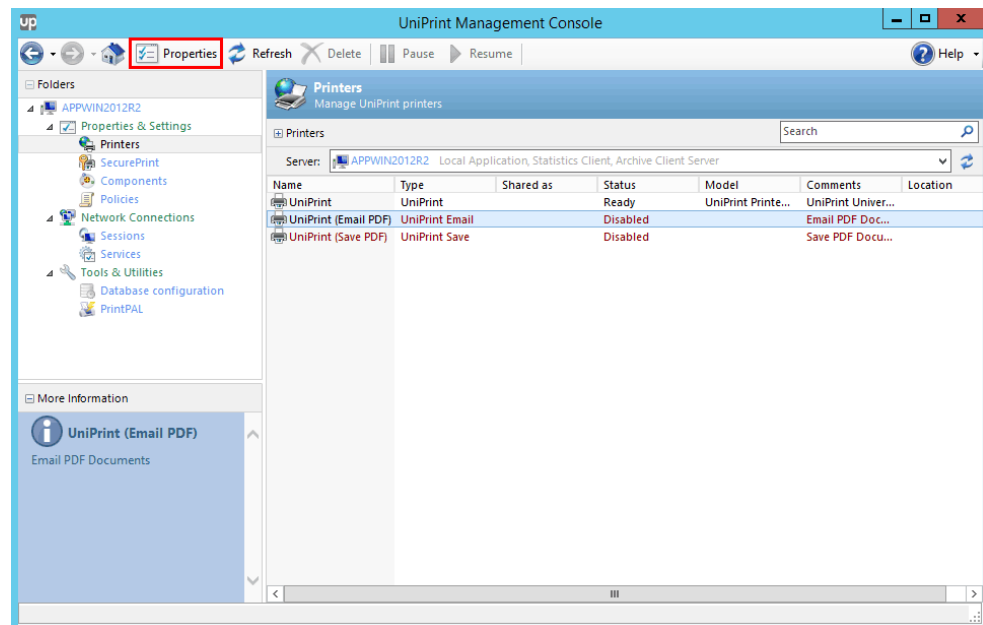 UP
UniPrint Management Console
Properties Refresh Delete Pause Resume Help
Folders
APPWIN2012R2
Properties & Settings
Printers
SecurePrint
Components
Policies
Network Connections
Sessions
Services
Tools & Utilities
Database configuration
PrintPAL
More Information
UniPrint (Email PDF)
Email PDF Documents
Printers
Manage UniPrint printers
Printers Search
Server: APPWIN2012R2 Local Application, Statistics Client, Archive Client Server
Name Type Shared as Status Model Comments Location
UniPrint UniPrint Ready UniPrint Printe... UniPrint Univer...
UniPrint (Email PDF) UniPrint Email Disabled Email PDF Doc...
UniPrint (Save PDF) UniPrint Save Disabled Save PDF Docu...